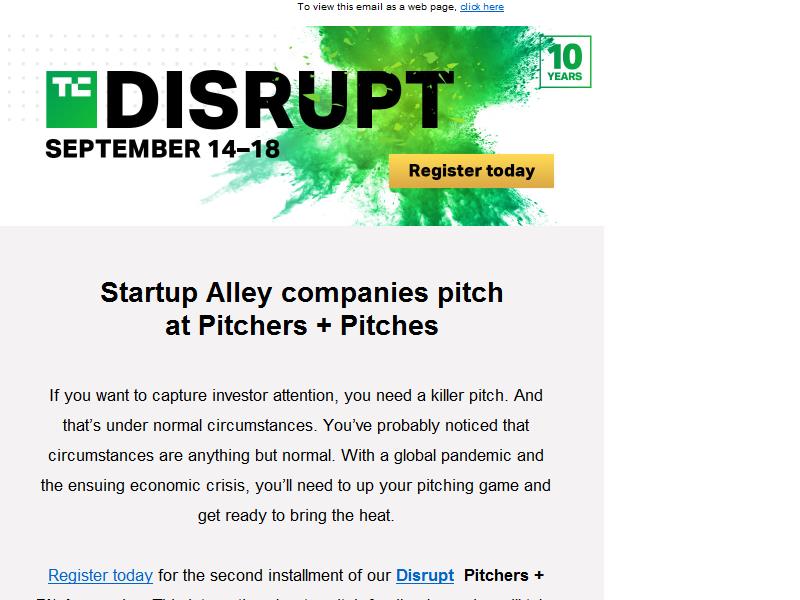 To view this email as a web page, click here
TC DISRUPT
10
YEARS
SEPTEMBER 14–18
Register today
Startup Alley companies pitch
at Pitchers + Pitches
If you want to capture investor attention, you need a killer pitch. And
that’s under normal circumstances. You’ve probably noticed that
circumstances are anything but normal. With a global pandemic and
the ensuing economic crisis, you’ll need to up your pitching game and
get ready to bring the heat.
Register today for the second installment of our Disrupt Pitchers +